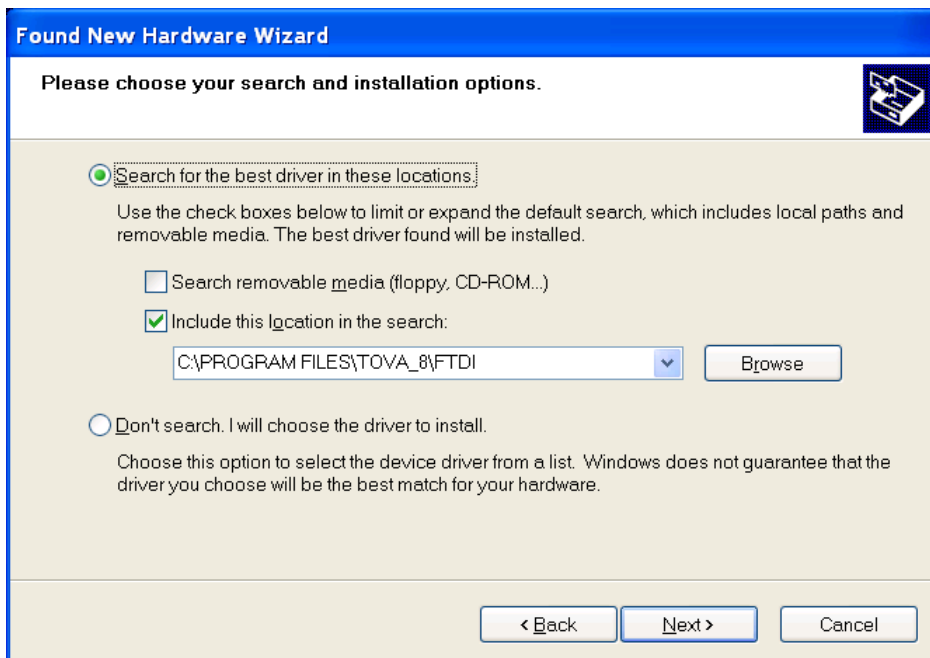 Found New Hardware Wizard
Please choose your search and installation options.
Search for the best driver in these locations.
Use the check boxes below to limit or expand the default search, which includes local paths and
removable media. The best driver found will be installed.
Search removable media (floppy, CD-ROM...)
Include this location in the search:
C:\PROGRAM FILES\TOVA_8\FTDI
Browse
Don't search. I will choose the driver to install.
Choose this option to select the device driver from a list. Windows does not guarantee that the
driver you choose will be the best match for your hardware.
< Back Next > Cancel